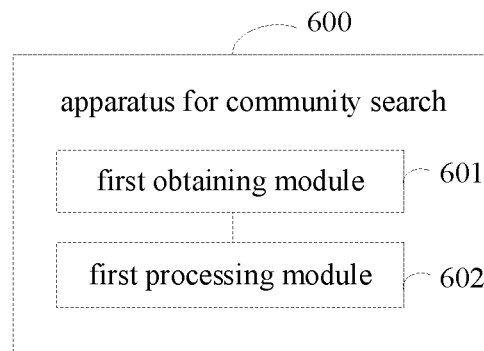 600
apparatus for community search
first obtaining module 601
first processing module 602